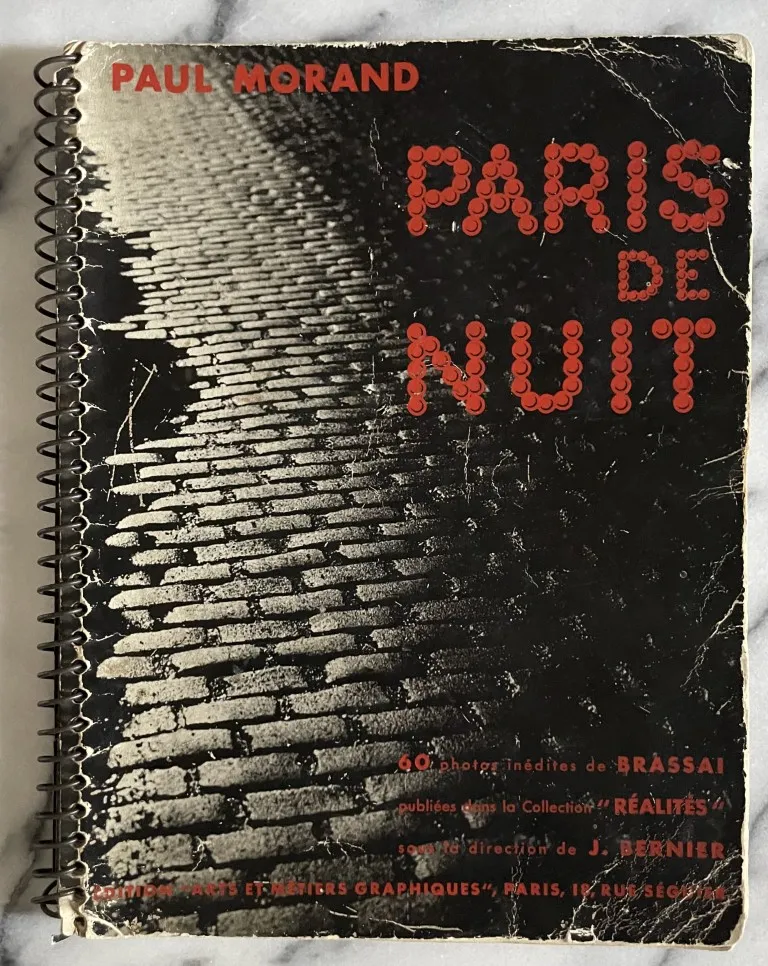 PAUL MORAND
PARIS
DE
NUIT
60 photos inédites de BRASSAI
publiées dans la Collection "RÉALITÉS"
sous la direction de J. BERNIER
ÉDITION "ARTS ET MÉTIERS GRAPHIQUES", PARIS, 18, RUE SÉGUIER